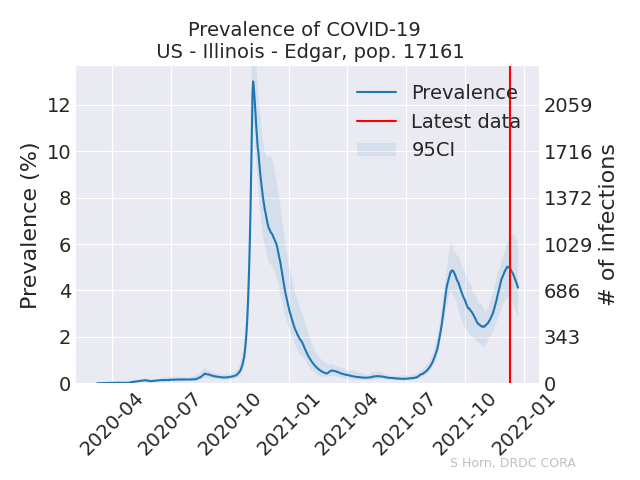 Prevalence of COVID-19
US - Illinois - Edgar, pop. 17161
Prevalence (%)
12
10
8
6
4
2
0
Prevalence
Latest data
95CI
2059
1716
1372
1029
686
343
0
# of infections
2020-04
2020-07
2020-10
2021-01
2021-04
2021-07
2021-10
2022-01
S Horn, DRDC CORA